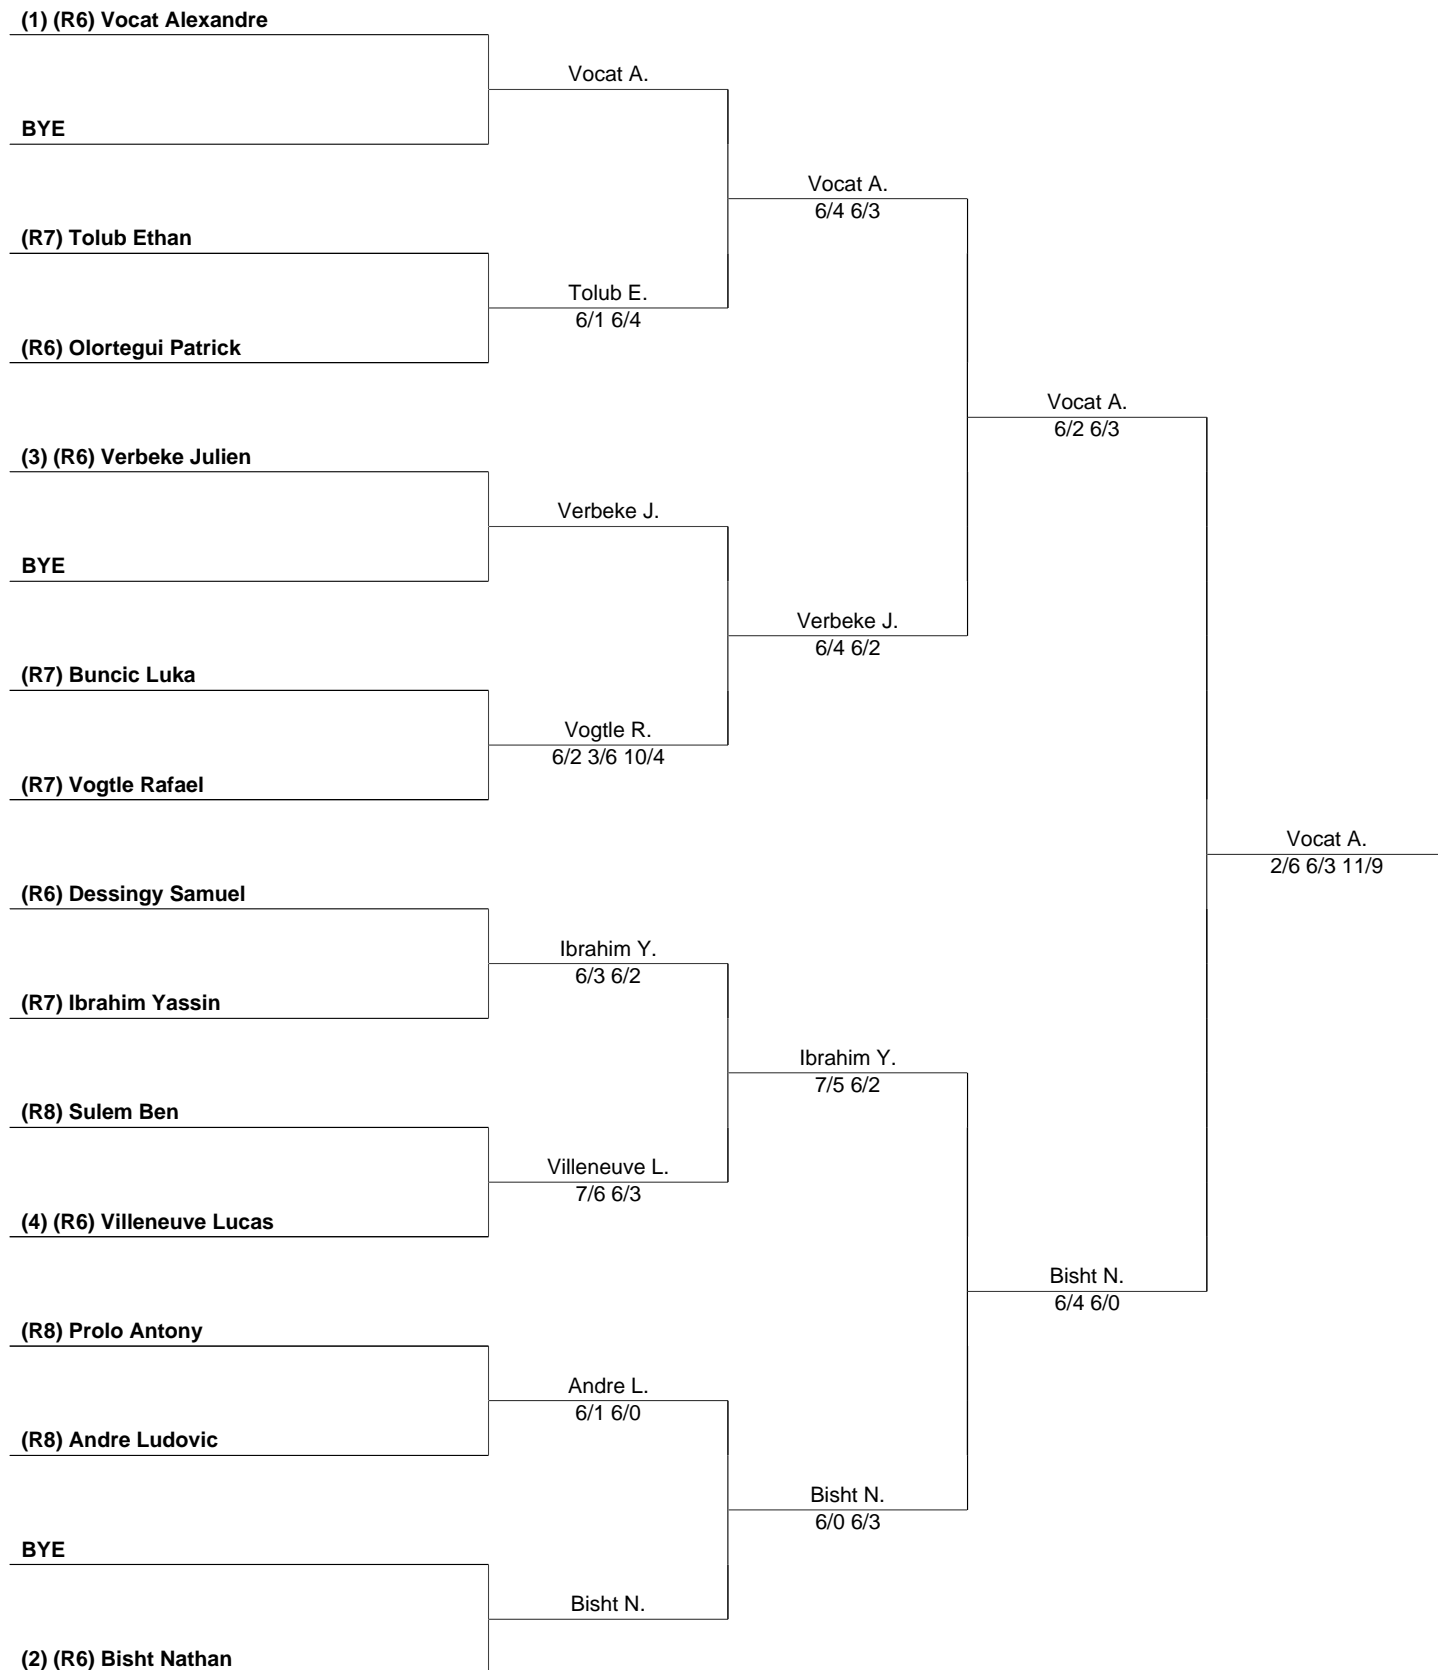 (1) (R6) Vocat Alexandre
Vocat A.
BYE
Vocat A.
6/4 6/3
(R7) Tolub Ethan
Tolub E.
6/1 6/4
(R6) Olortegui Patrick
Vocat A.
6/2 6/3
(3) (R6) Verbeke Julien
Verbeke J.
BYE
Verbeke J.
6/4 6/2
(R7) Buncic Luka
Vogtle R.
6/2 3/6 10/4
(R7) Vogtle Rafael
Vocat A.
2/6 6/3 11/9
(R6) Dessingy Samuel
Ibrahim Y.
6/3 6/2
(R7) Ibrahim Yassin
Ibrahim Y.
7/5 6/2
(R8) Sulem Ben
Villeneuve L.
7/6 6/3
(4) (R6) Villeneuve Lucas
Bisht N.
6/4 6/0
(R8) Prolo Antony
Andre L.
6/1 6/0
(R8) Andre Ludovic
Bisht N.
6/0 6/3
BYE
Bisht N.
(2) (R6) Bisht Nathan